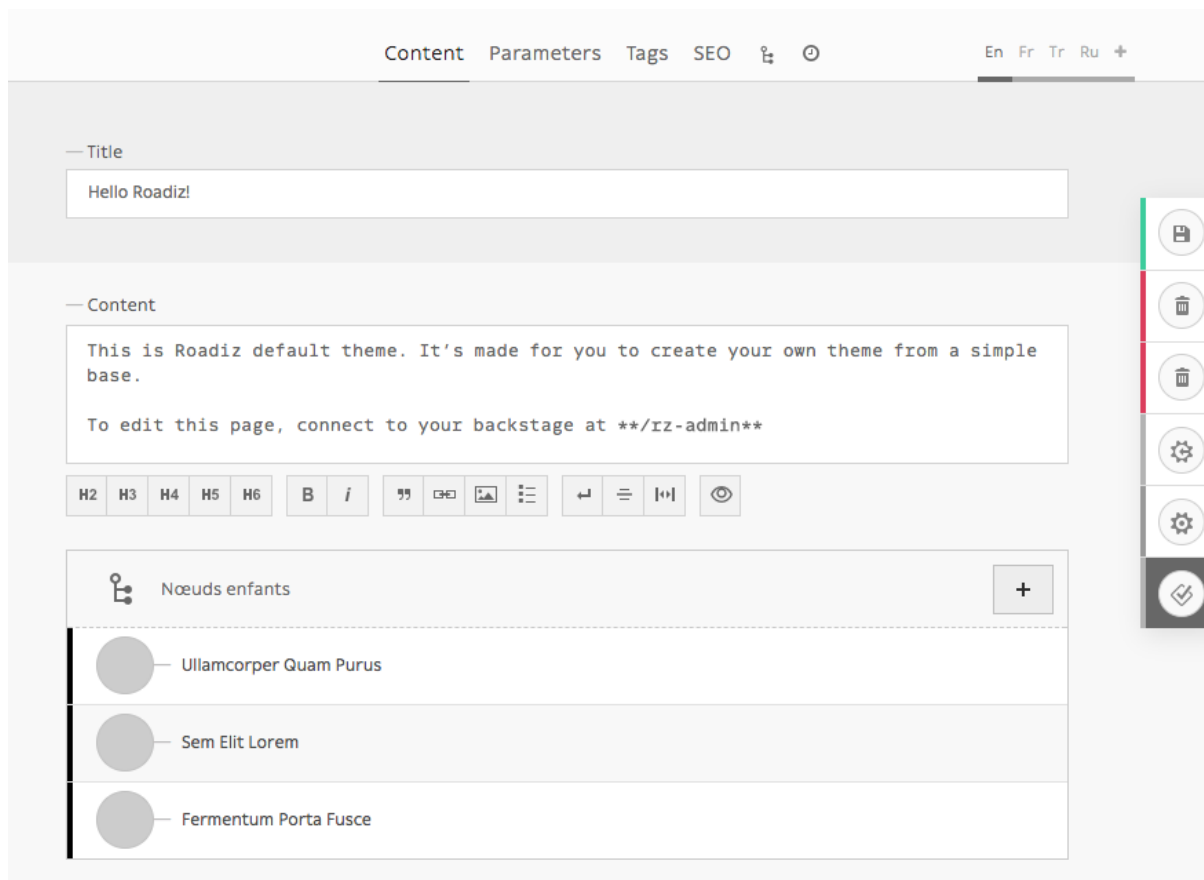 Content Parameters Tags SEO
En Fr Tr Ru +
Title
Hello Roadiz!
Content
This is Roadiz default theme. It’s made for you to create your own theme from a simple
base.
To edit this page, connect to your backstage at **/rz-admin**
H2 H3 H4 H5 H6 B i
Nœuds enfants
+
Ullamcorper Quam Purus
Sem Elit Lorem
Fermentum Porta Fusce